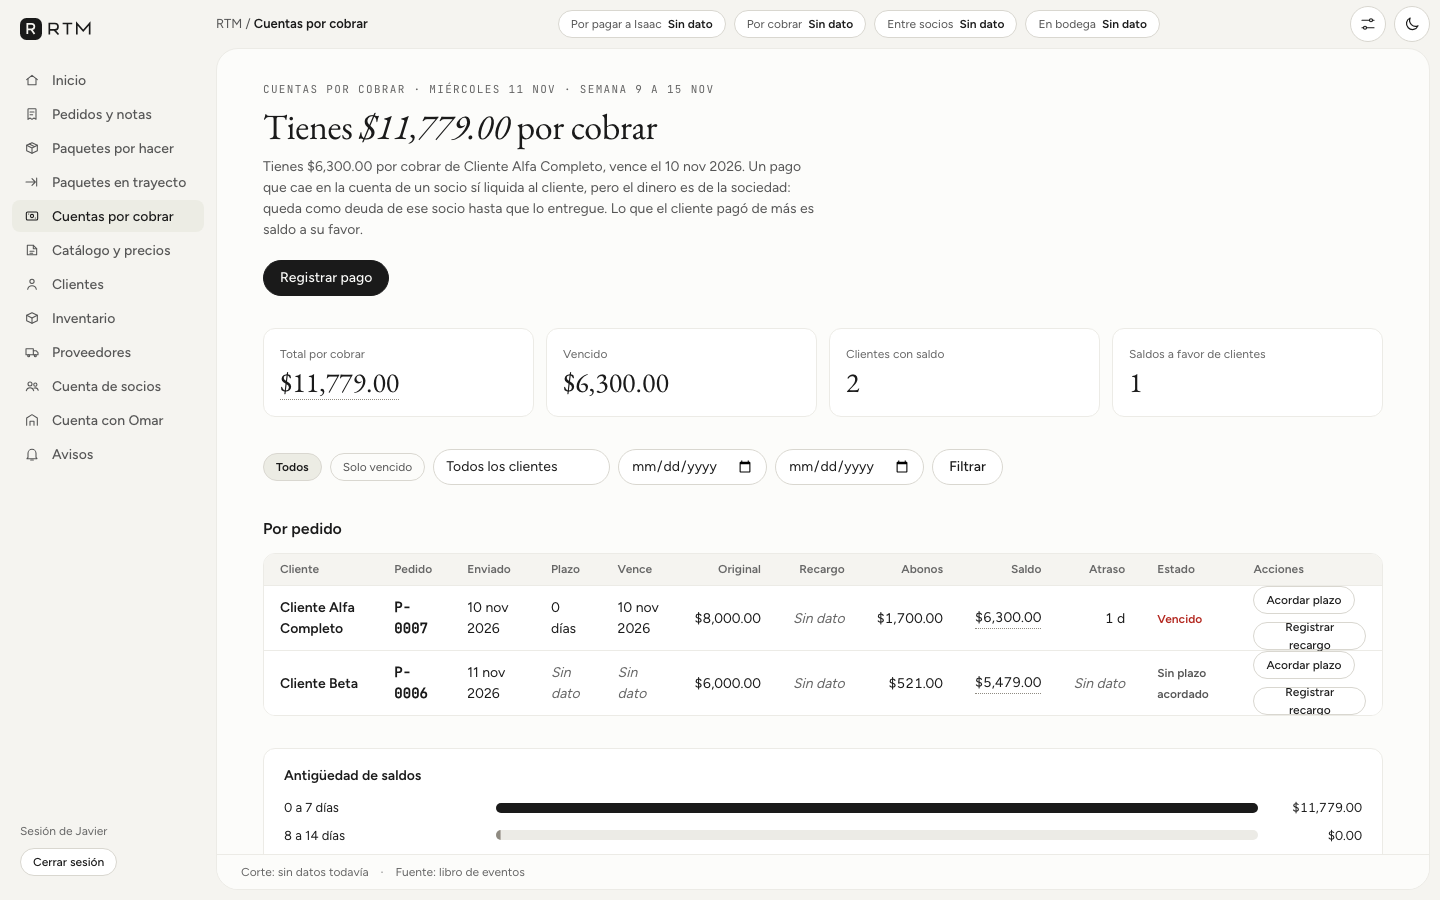 R RTM
RTM / Cuentas por cobrar
Por pagar a Isaac Sin dato
Por cobrar Sin dato
Entre socios Sin dato
En bodega Sin dato
Inicio
Pedidos y notas
Paquetes por hacer
Paquetes en trayecto
Cuentas por cobrar
Catálogo y precios
Clientes
Inventario
Proveedores
Cuenta de socios
Cuenta con Omar
Avisos
Sesión de Javier
Cerrar sesión
CUENTAS POR COBRAR · MIÉRCOLES 11 NOV · SEMANA 9 A 15 NOV
Tienes $11,779.00 por cobrar
Tienes $6,300.00 por cobrar de Cliente Alfa Completo, vence el 10 nov 2026. Un pago
que cae en la cuenta de un socio sí liquida al cliente, pero el dinero es de la sociedad:
queda como deuda de ese socio hasta que lo entregue. Lo que el cliente pagó de más es
saldo a su favor.
Registrar pago
Total por cobrar
$11,779.00
Vencido
$6,300.00
Clientes con saldo
2
Saldos a favor de clientes
1
Todos
Solo vencido
Todos los clientes
mm/dd/yyyy
mm/dd/yyyy
Filtrar
Por pedido
Cliente Pedido Enviado Plazo Vence Original Recargo Abonos Saldo Atraso Estado Acciones
Cliente Alfa Completo P-0007 10 nov 2026 0 días 10 nov 2026 $8,000.00 Sin dato $1,700.00 $6,300.00 1 d Vencido Acordar plazo Registrar recargo
Cliente Beta P-0006 11 nov 2026 Sin dato Sin dato $6,000.00 Sin dato $521.00 $5,479.00 Sin dato Sin plazo acordado Acordar plazo Registrar recargo
Antigüedad de saldos
0 a 7 días $11,779.00
8 a 14 días $0.00
Corte: sin datos todavía · Fuente: libro de eventos